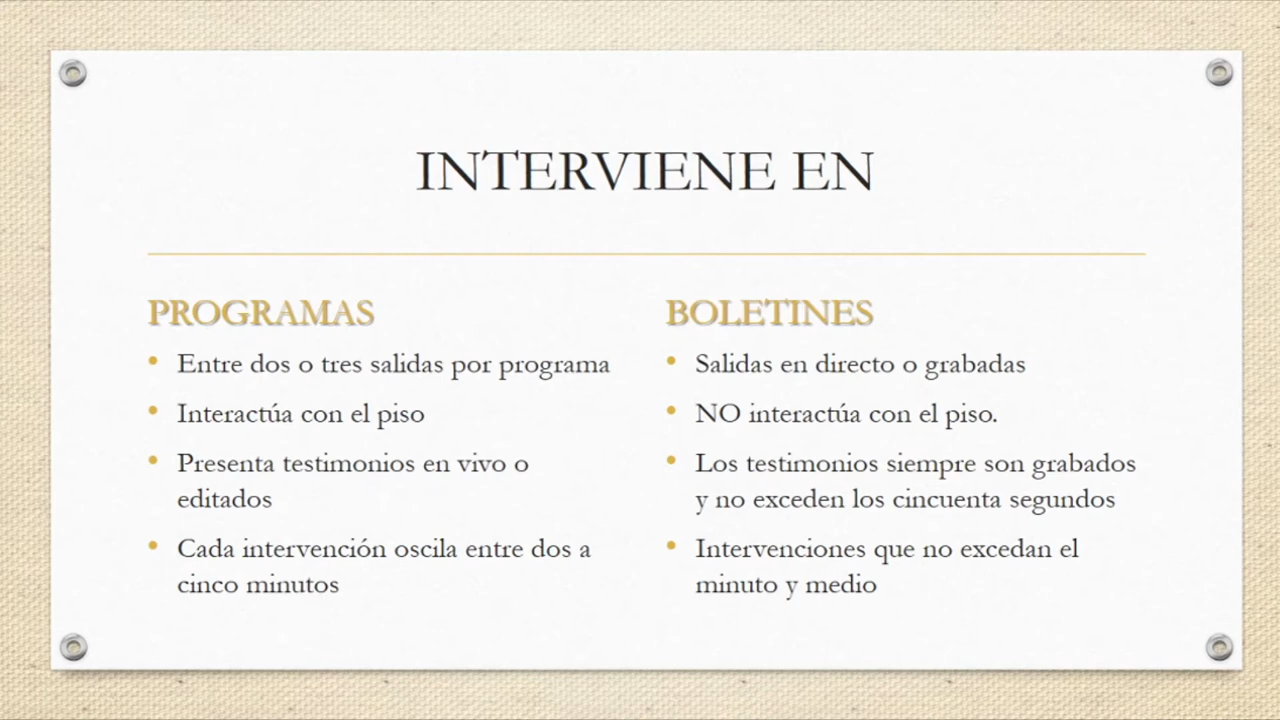 INTERVIENE EN
PROGRAMAS
• Entre dos o tres salidas por programa
• Interactúa con el piso
• Presenta testimonios en vivo o
editados
• Cada intervención oscila entre dos a
cinco minutos
BOLETINES
• Salidas en directo o grabadas
• NO interactúa con el piso.
• Los testimonios siempre son grabados
y no exceden los cincuenta segundos
• Intervenciones que no excedan el
minuto y medio